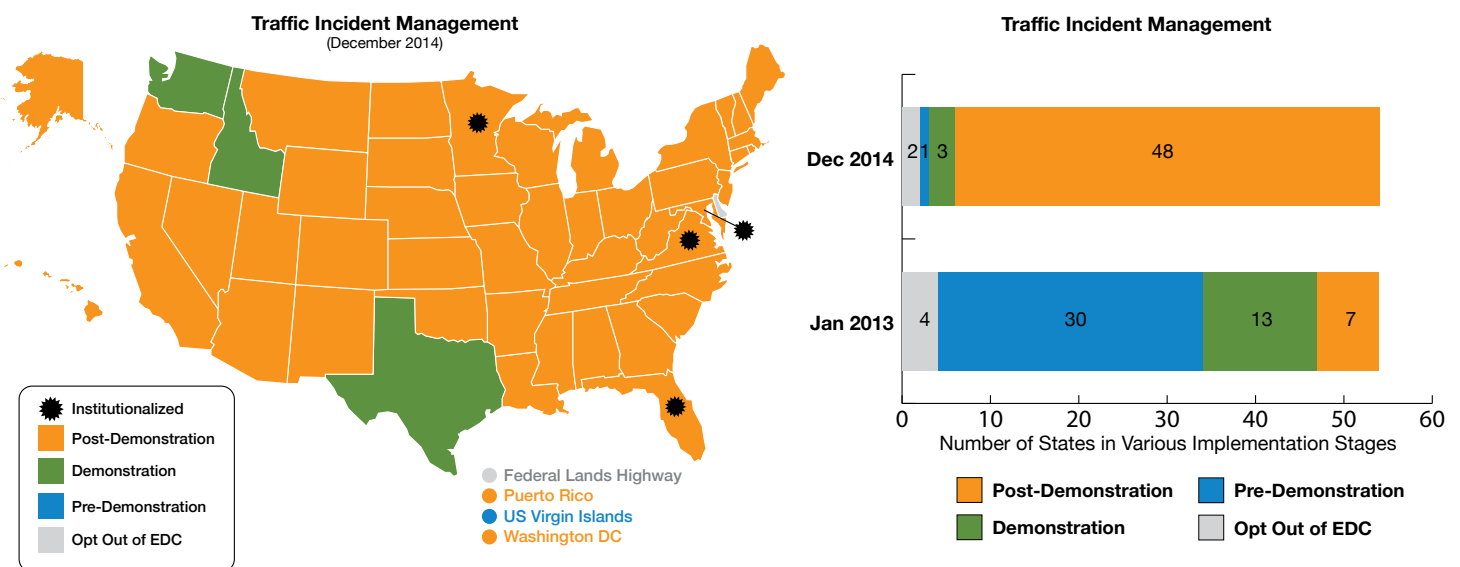 Traffic Incident Management
(December 2014)
Institutionalized
Post-Demonstration
Demonstration
Pre-Demonstration
Opt Out of EDC
Federal Lands Highway
Puerto Rico
US Virgin Islands
Washington DC
Traffic Incident Management
Dec 2014
2 1 3 48
Jan 2013
4 30 13 7
0 10 20 30 40 50 60
Number of States in Various Implementation Stages
Post-Demonstration
Pre-Demonstration
Demonstration
Opt Out of EDC